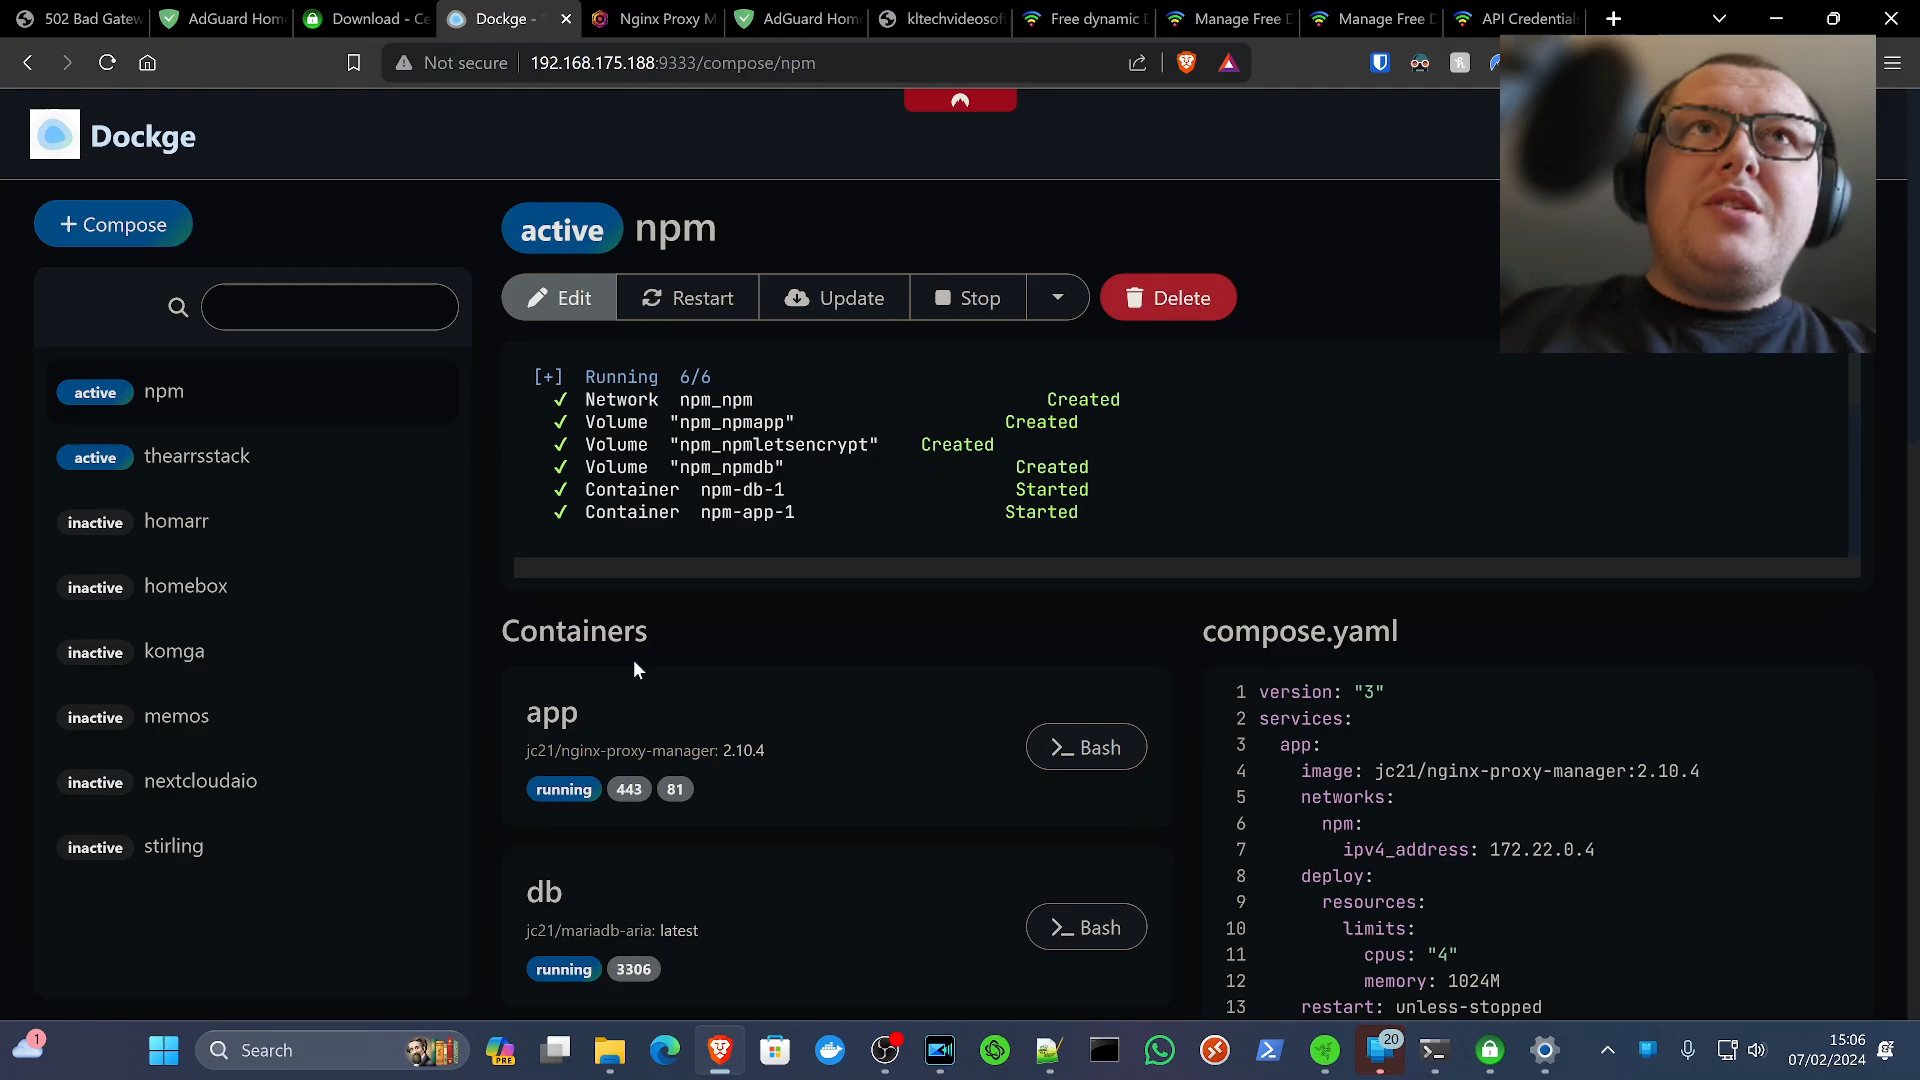 502 Bad Gatew
AdGuard Hom
Download - Ce
Dockge -
Nginx Proxy M
AdGuard Hom
kltechvideosof
Free dynamic D
Manage Free D
Manage Free D
API Credential
Not secure
192.168.175.188:9333/compose/npm
Dockge
+ Compose
active npm
active thearrsstack
inactive homarr
inactive homebox
inactive komga
inactive memos
inactive nextcloudaio
inactive stirling
active npm
Edit Restart Update Stop Delete
[+] Running 6/6
✓ Network npm_npm Created
✓ Volume "npm_npmapp" Created
✓ Volume "npm_npmletsencrypt" Created
✓ Volume "npm_npmdb" Created
✓ Container npm-db-1 Started
✓ Container npm-app-1 Started
Containers
app
jc21/nginx-proxy-manager: 2.10.4
running 443 81
>_ Bash
db
jc21/mariadb-aria: latest
running 3306
>_ Bash
compose.yaml
1 version: "3"
2 services:
3 app:
4 image: jc21/nginx-proxy-manager:2.10.4
5 networks:
6 npm:
7 ipv4_address: 172.22.0.4
8 deploy:
9 resources:
10 limits:
11 cpus: "4"
12 memory: 1024M
13 restart: unless-stopped
1
Search
PRE
20
15:06
07/02/2024